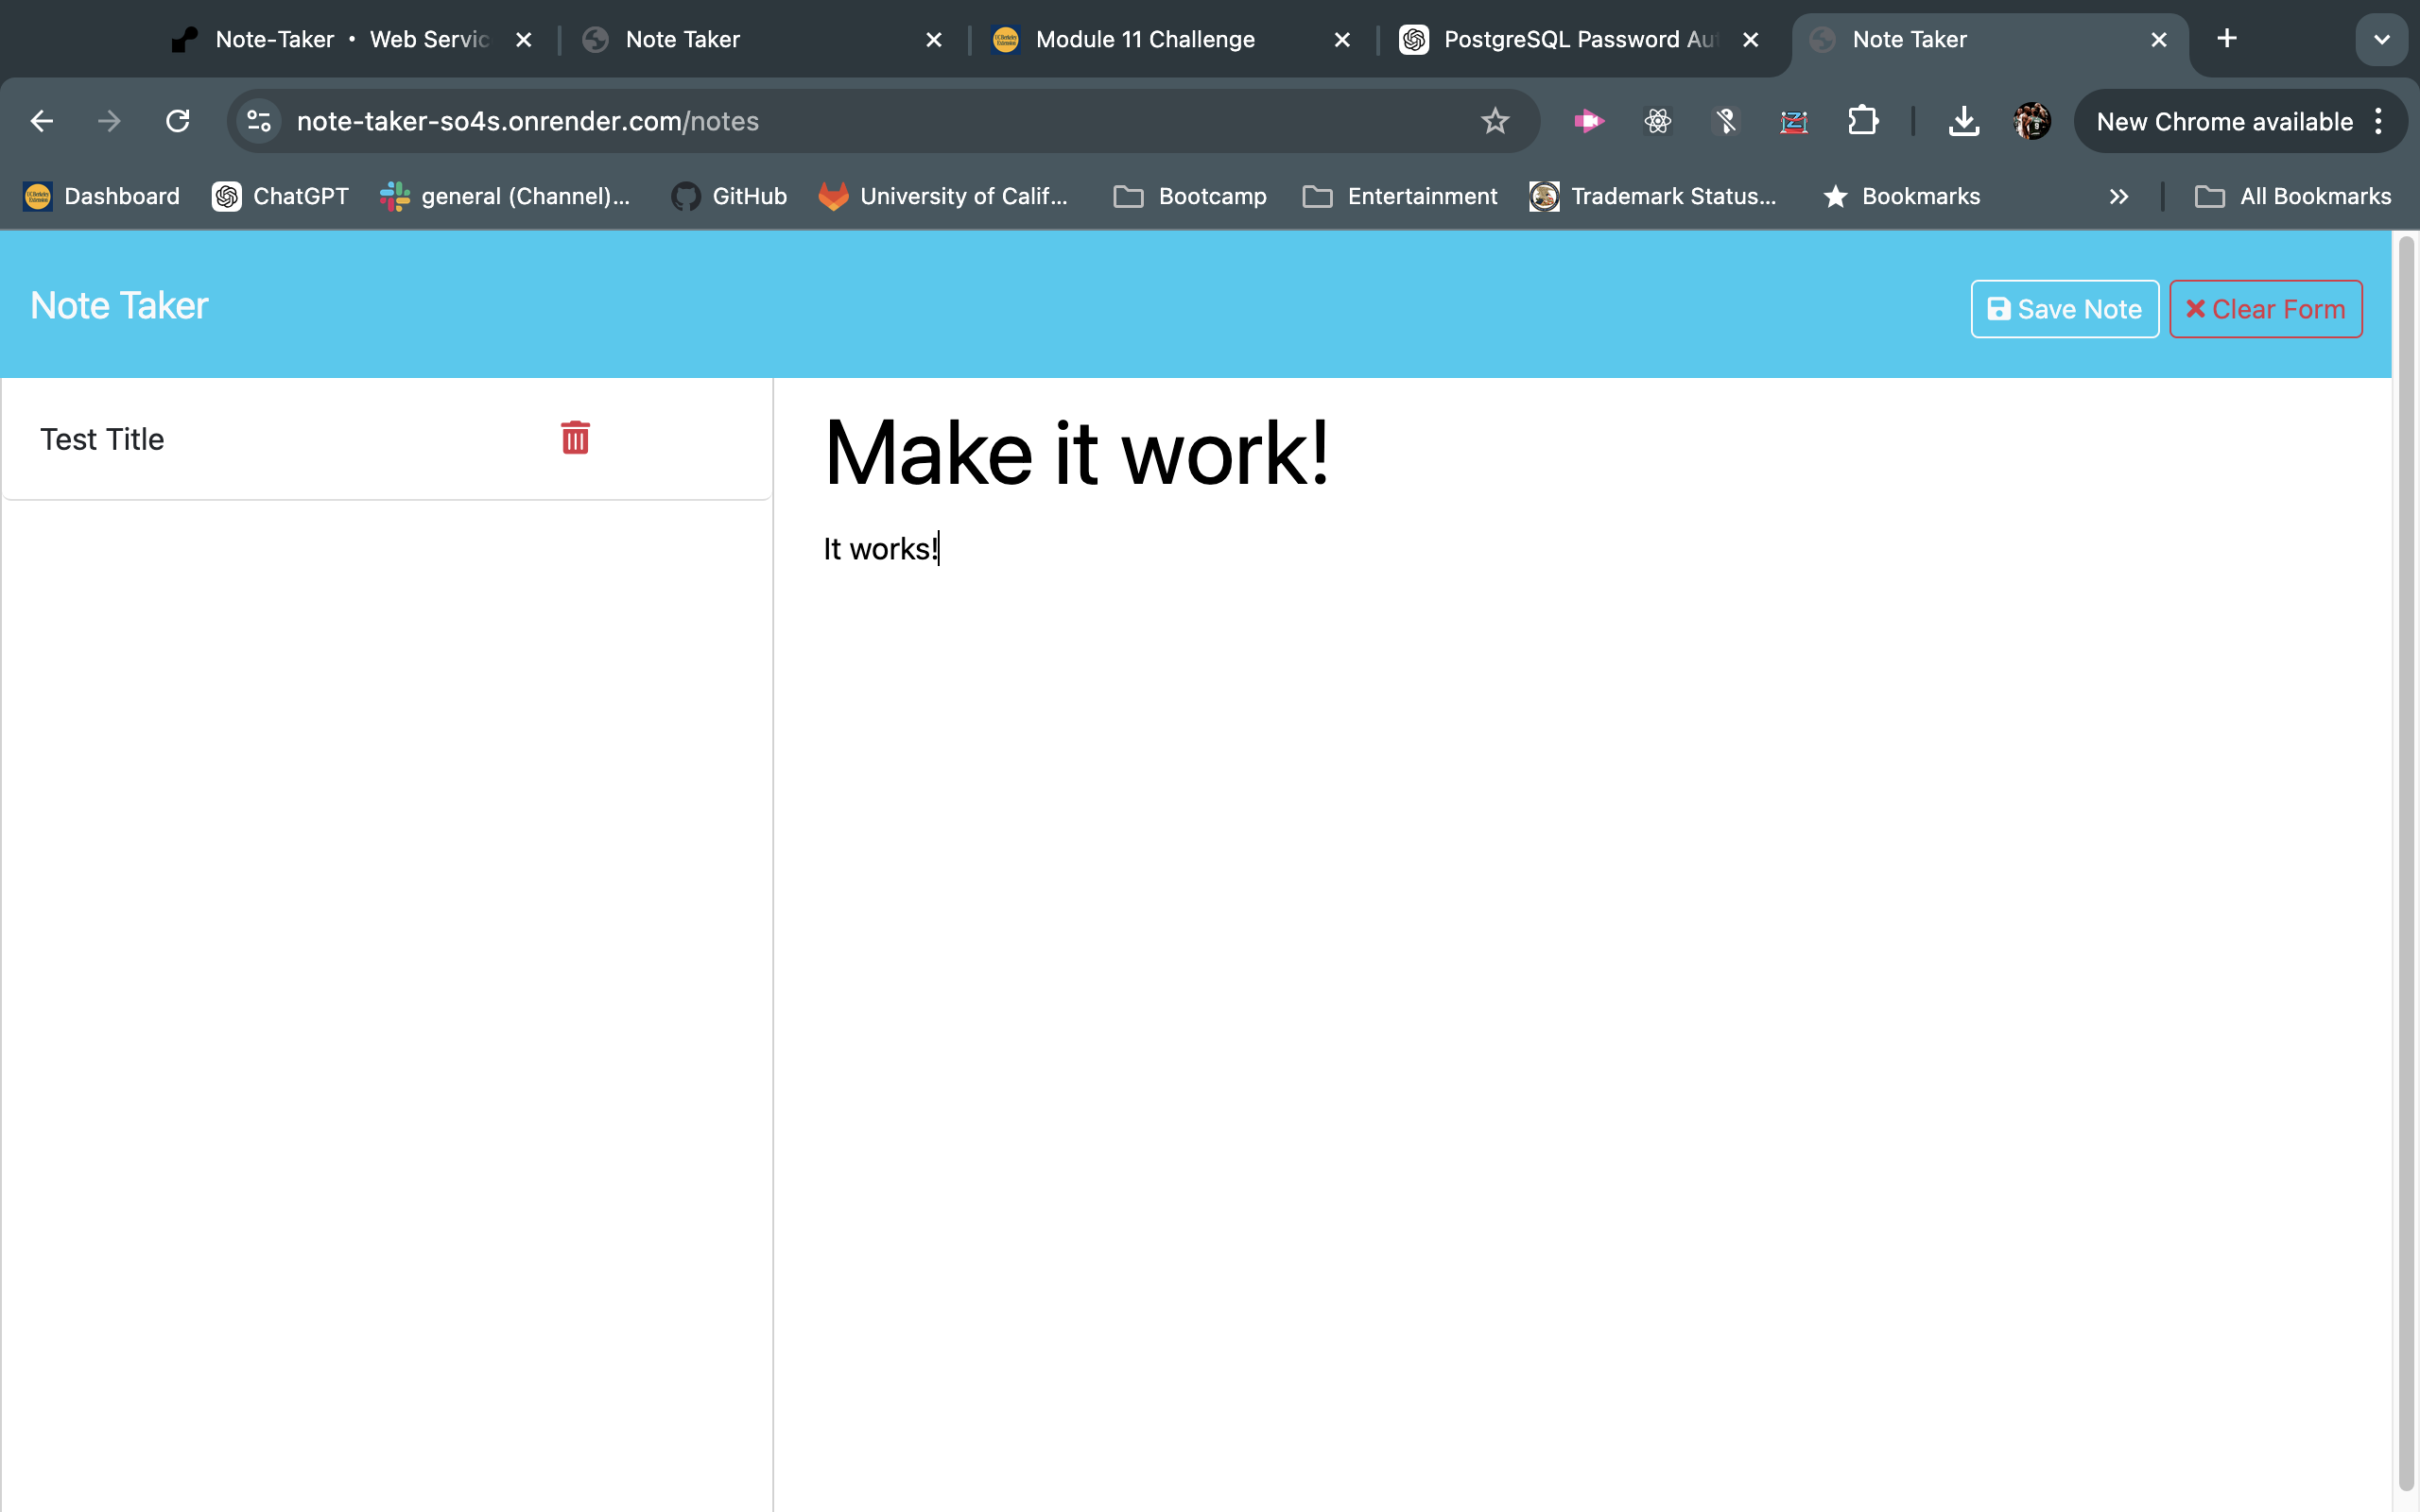 Note-Taker • Web Servic
Note Taker
Module 11 Challenge
PostgreSQL Password Au
Note Taker
note-taker-so4s.onrender.com/notes
New Chrome available
Dashboard
ChatGPT
general (Channel)...
GitHub
University of Calif...
Bootcamp
Entertainment
Trademark Status...
Bookmarks
All Bookmarks
Note Taker
Save Note
Clear Form
Test Title
Make it work!
It works!